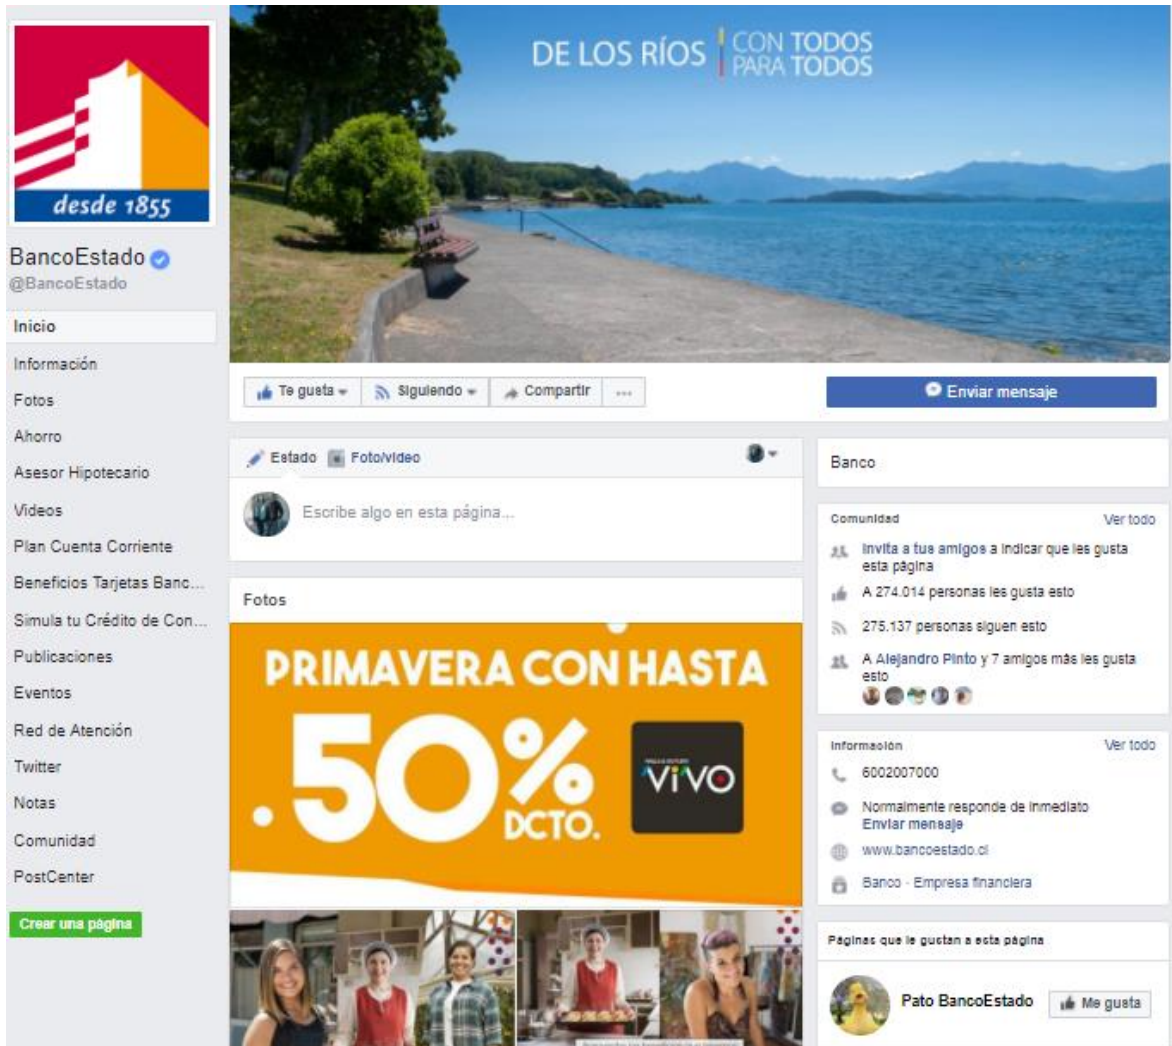 desde 1855
BancoEstado
@BancoEstado
Inicio
Información
Fotos
Ahorro
Asesor Hipotecario
Videos
Plan Cuenta Corriente
Beneficios Tarjetas Banc...
Simula tu Crédito de Con...
Publicaciones
Eventos
Red de Atención
Twitter
Notas
Comunidad
PostCenter
Crear una página
DE LOS RÍOS
CON TODOS
PARA TODOS
Te gusta
Siguiendo
Compartir
...
Enviar mensaje
Estado
Foto/video
Escribe algo en esta página...
Fotos
PRIMAVERA CON HASTA
.50%
DCTO.
VIVO
Banco
Comunidad
Ver todo
Invita a tus amigos a indicar que les gusta
esta página
A 274.014 personas les gusta esto
275.137 personas siguen esto
A Alejandro Pinto y 7 amigos más les gusta
esto
Información
Ver todo
6002007000
Normalmente responde de inmediato
Enviar mensaje
www.bancoestado.cl
Banco · Empresa financiera
Páginas que le gustan a esta página
Pato BancoEstado
Me gusta